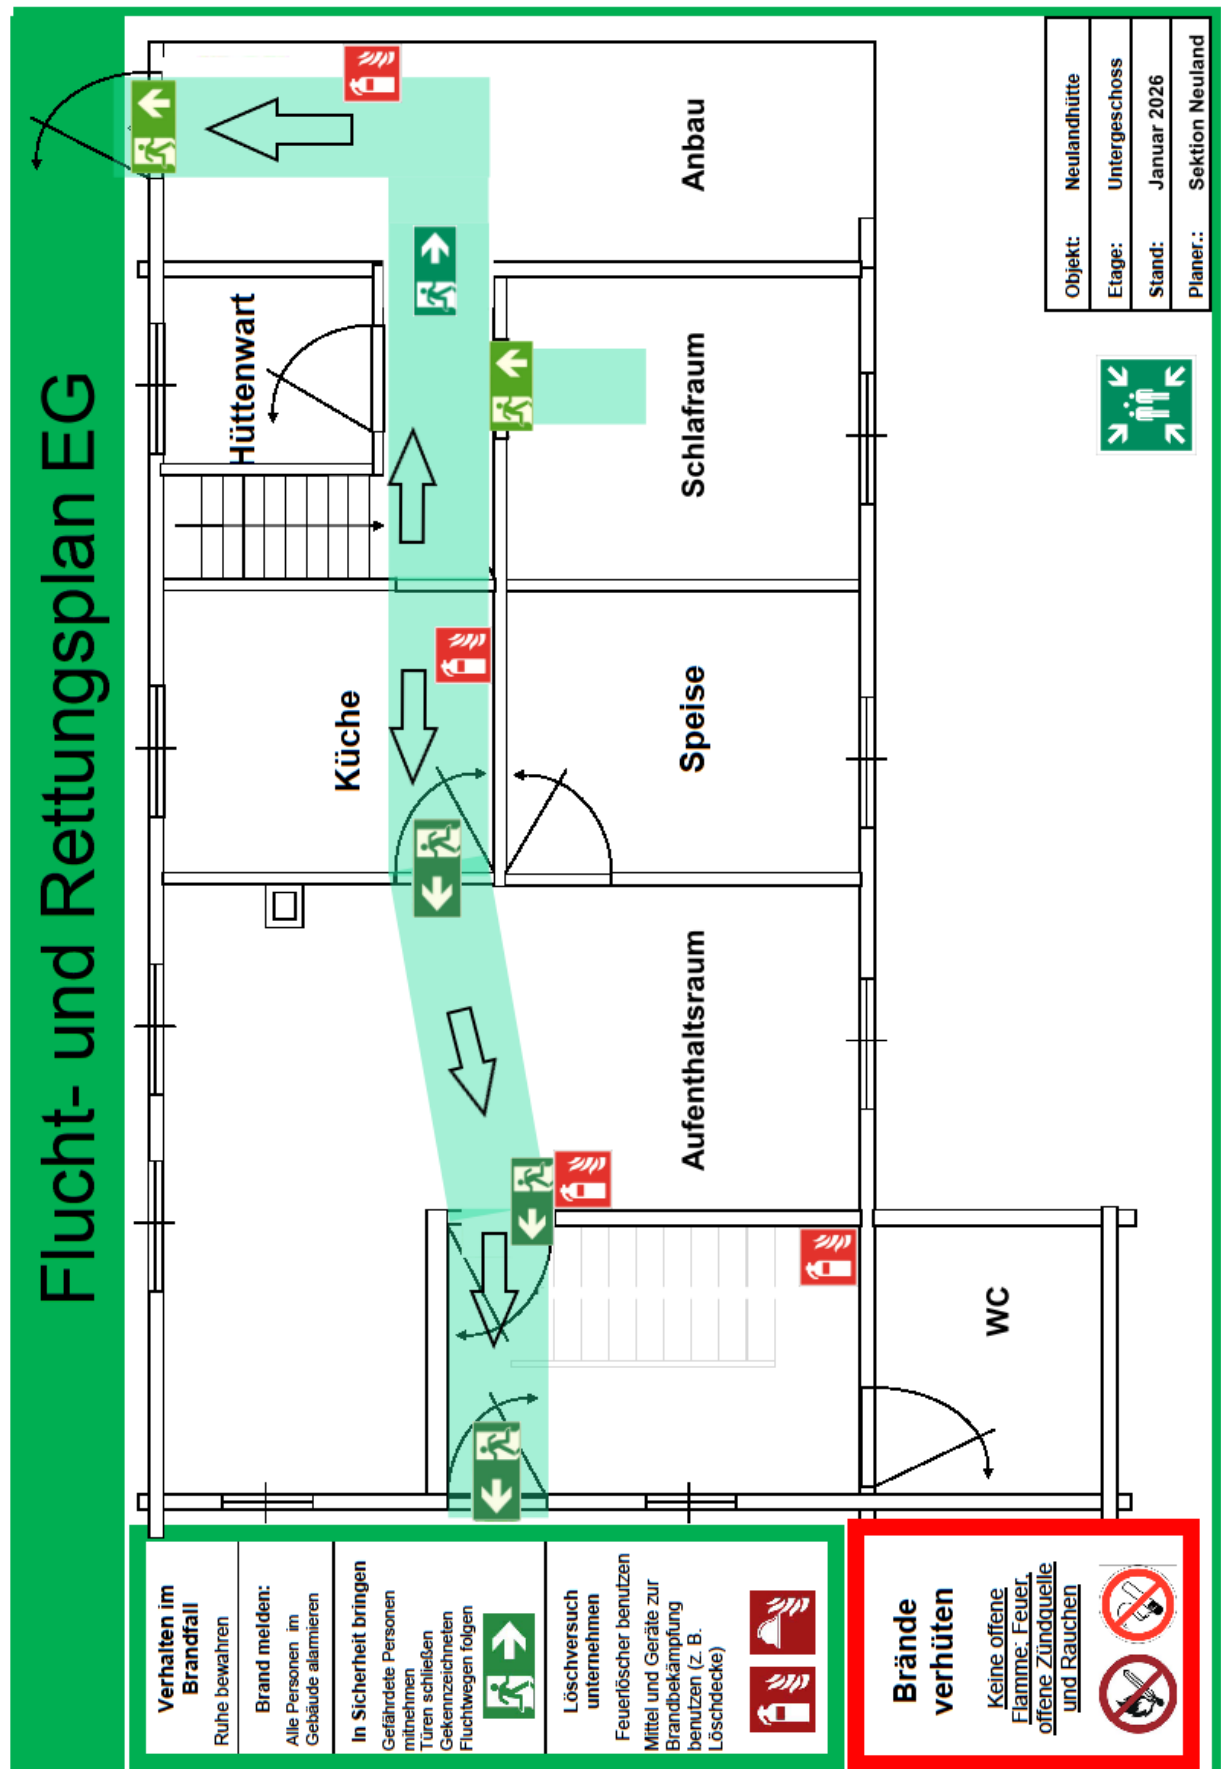 Flucht- und Rettungsplan EG
Verhalten im
Brandfall
Ruhe bewahren
Brand melden:
Alle Personen im
Gebäude alarmieren
In Sicherheit bringen
Gefährdete Personen
mitnehmen
Türen schließen
Gekennzeichneten
Fluchtwegen folgen
Löschversuch
unternehmen
Feuerlöscher benutzen
Mittel und Geräte zur
Brandbekämpfung
benutzen (z. B.
Löschdecke)
Brände
verhüten
Keine offene
Flamme; Feuer,
offene Zündquelle
und Rauchen
Küche
Hüttenwart
Anbau
Aufenthaltsraum
Speise
Schlafraum
WC
Objekt: Neulandhütte
Etage: Untergeschoss
Stand: Januar 2026
Planer.: Sektion Neuland